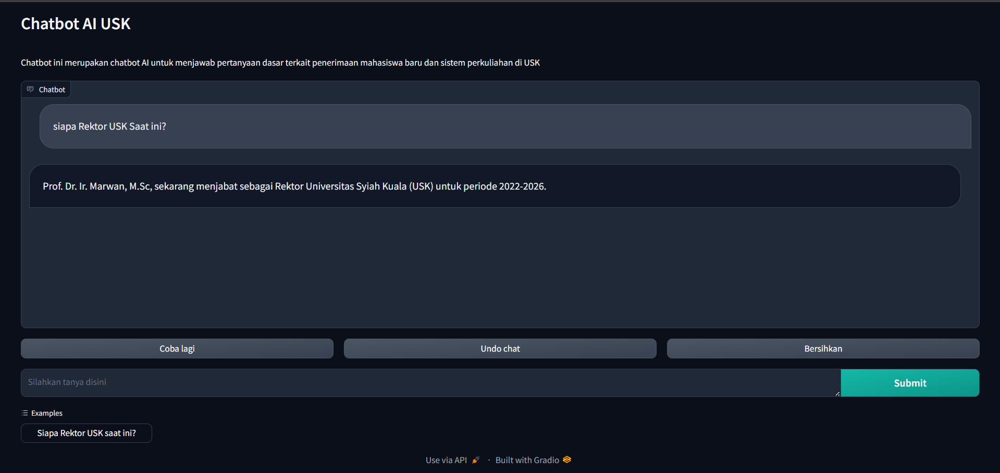 Chatbot AI USK
Chatbot ini merupakan chatbot AI untuk menjawab pertanyaan dasar terkait penerimaan mahasiswa baru dan sistem perkuliahan di USK
Chatbot
siapa Rektor USK Saat ini?
Prof. Dr. Ir. Marwan, M.Sc, sekarang menjabat sebagai Rektor Universitas Syiah Kuala (USK) untuk periode 2022-2026.
Coba lagi
Undo chat
Bersihkan
Silahkan tanya disini
Submit
Examples
Siapa Rektor USK saat ini?
Use via API · Built with Gradio